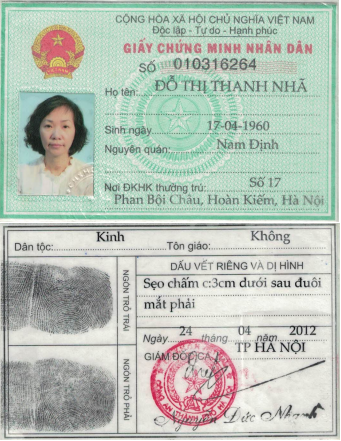 CỘNG HÒA XÃ HỘI CHỦ NGHĨA VIỆT NAM
Độc lập - Tự do - Hạnh phúc
GIẤY CHỨNG MINH NHÂN DÂN
SỐ 010316264
Họ tên: ĐỖ THỊ THANH NHÃ
Sinh ngày 17-04-1960
Nguyên quán: Nam Định
Nơi ĐKHK thường trú: Số 17
Phan Bội Châu, Hoàn Kiếm, Hà Nội
Dân tộc: Kinh Tôn giáo: Không
NGÓN TRỎ TRÁI
NGÓN TRỎ PHẢI
DẤU VẾT RIÊNG VÀ DỊ HÌNH
Sẹo chấm c:3cm dưới sau đuôi
mắt phải
Ngày 24 tháng 04 năm 2012
GIÁM ĐỐC CA TP HÀ NỘI
Nguyễn Đức Nhanh